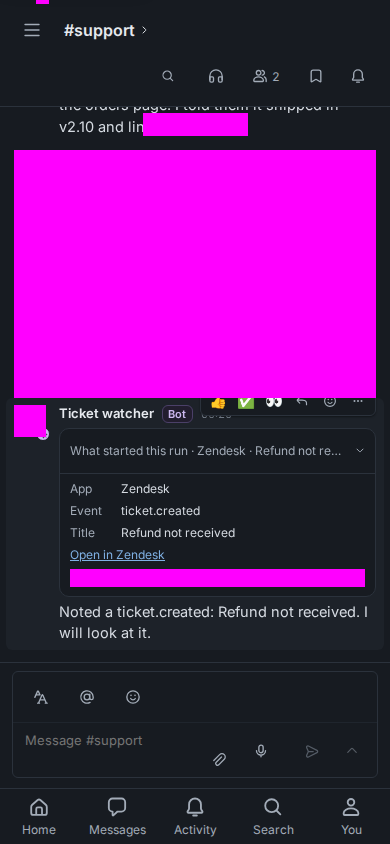 #support
2
the orders page. I told them it shipped in
v2.10 and lin
Ticket watcher Bot
What started this run · Zendesk · Refund not re...
App Zendesk
Event ticket.created
Title Refund not received
Open in Zendesk
Noted a ticket.created: Refund not received. I
will look at it.
Message #support
Home Messages Activity Search You